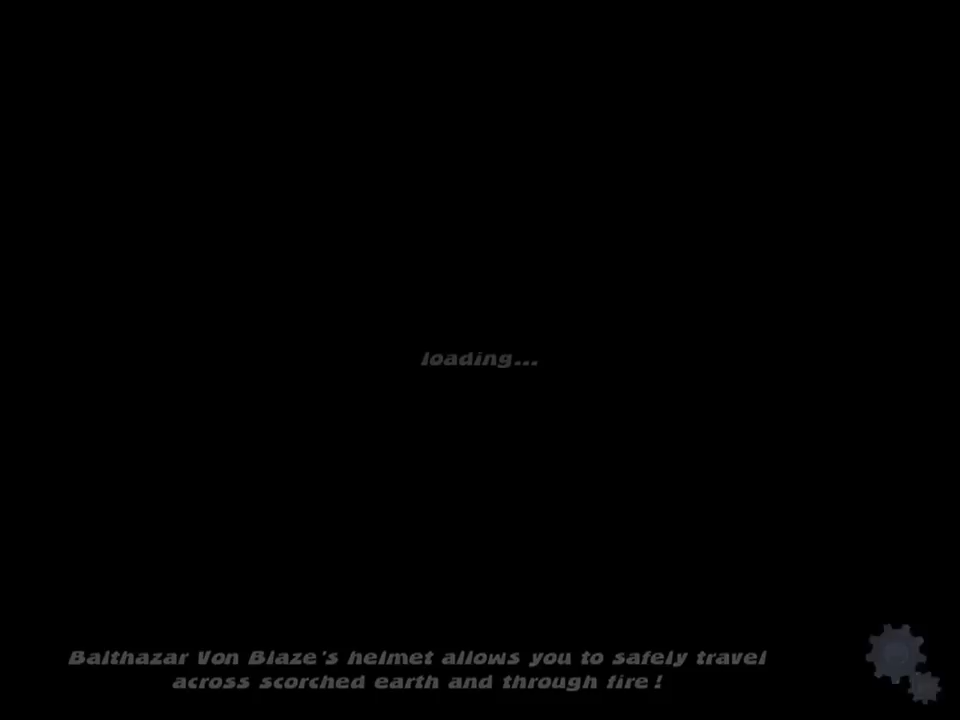 loading...
Balthazar Von Blaze's helmet allows you to safely travel
across scorched earth and through fire!